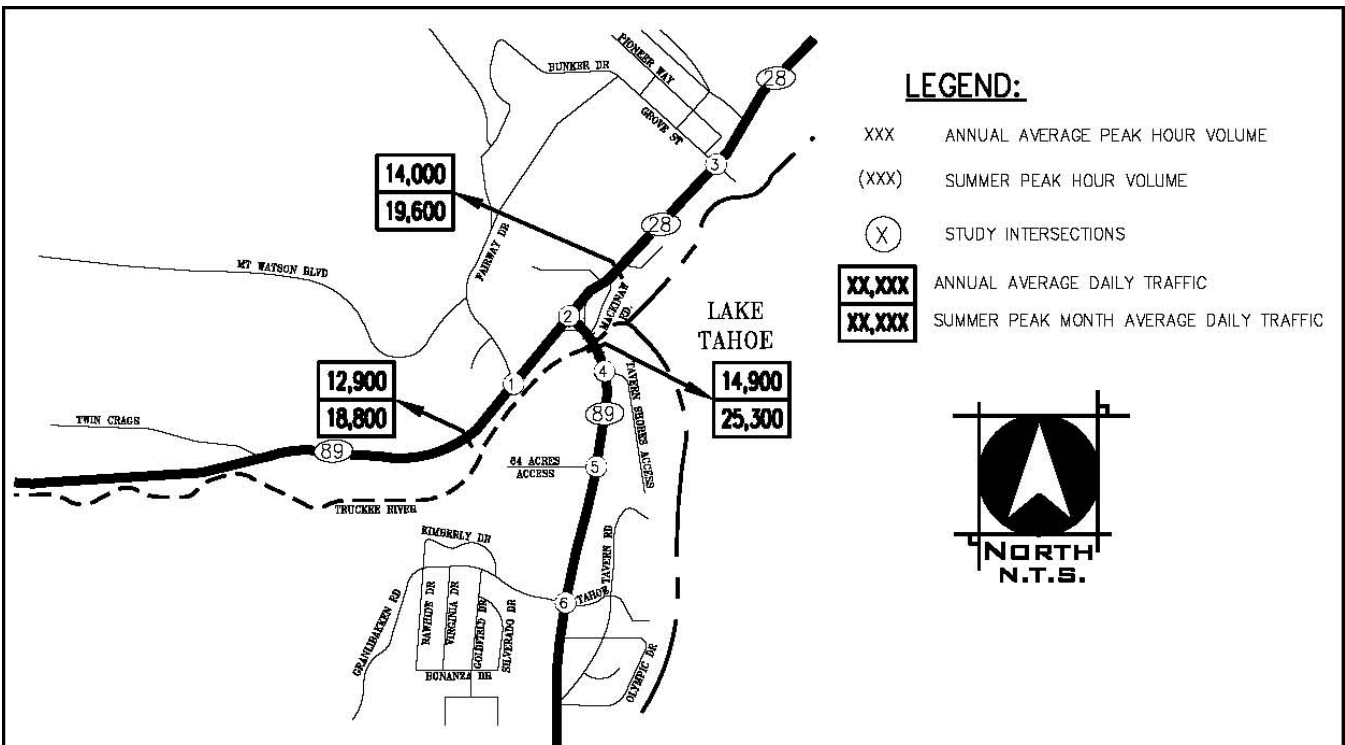 PIONEER WAY
BUNKER DR
GROVE ST
28
3
14,000
19,600
28
FAIRWAY DR
MT WATSON BLVD
MACKINAW
RD.
2
LAKE
TAHOE
1
4
12,900
18,800
14,900
25,300
TWIN CRAGS
89
89
TAVERN SHORES ACCESS
64 ACRES
ACCESS
5
TRUCKEE RIVER
KIMBERLY DR
TAHOE TAVERN RD
6
GRANLIBAKKEN RD
RAWHIDE DR
VIRGINIA DR
GOLDFIELD DR
SILVERADO DR
BONANZA DR
OLYMPIC DR
LEGEND:
XXX ANNUAL AVERAGE PEAK HOUR VOLUME
(XXX) SUMMER PEAK HOUR VOLUME
X STUDY INTERSECTIONS
XX,XXX ANNUAL AVERAGE DAILY TRAFFIC
XX,XXX SUMMER PEAK MONTH AVERAGE DAILY TRAFFIC
NORTH
N.T.S.